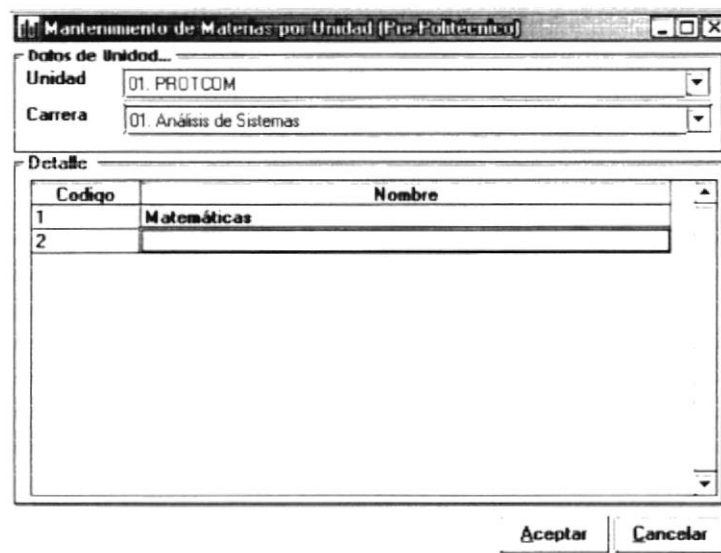 Mantenimiento de Materias por Unidad (Pre-Politécnico)
Datos de Unidad...
Unidad 01. PROTCOM
Carrera 01. Análisis de Sistemas
Detalle
Codigo Nombre
1 Matemáticas
2
Aceptar Cancelar